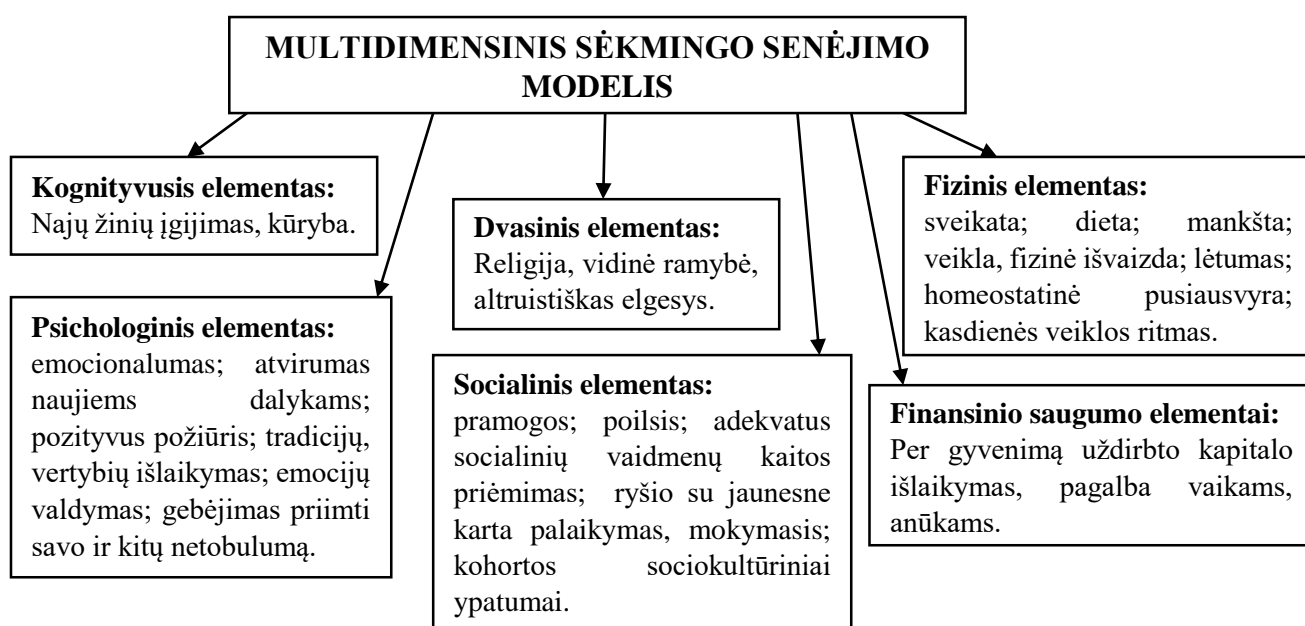 MULTIDIMENSINIS SĖKMINGO SENĖJIMO
MODELIS
Kognityvusis elementas:
Najų žinių įgijimas, kūryba.
Psichologinis elementas:
emocionalumas; atvirumas
naujiems dalykams;
pozityvus požiūris; tradicijų,
vertybių išlaikymas; emocijų
valdymas; gebėjimas priimti
savo ir kitų netobulumą.
Dvasinis elementas:
Religija, vidinė ramybė,
altruistiškas elgesys.
Socialinis elementas:
pramogos; poilsis; adekvatus
socialinių vaidmenų kaitos
priėmimas; ryšio su jaunesne
karta palaikymas, mokymasis;
kohortos sociokultūriniai
ypatumai.
Fizinis elementas:
sveikata; dieta; mankšta;
veikla, fizinė išvaizda; lėtumas;
homeostatinė pusiausvyra;
kasdienės veiklos ritmas.
Finansinio saugumo elementai:
Per gyvenimą uždirbto kapitalo
išlaikymas, pagalba vaikams,
anūkams.